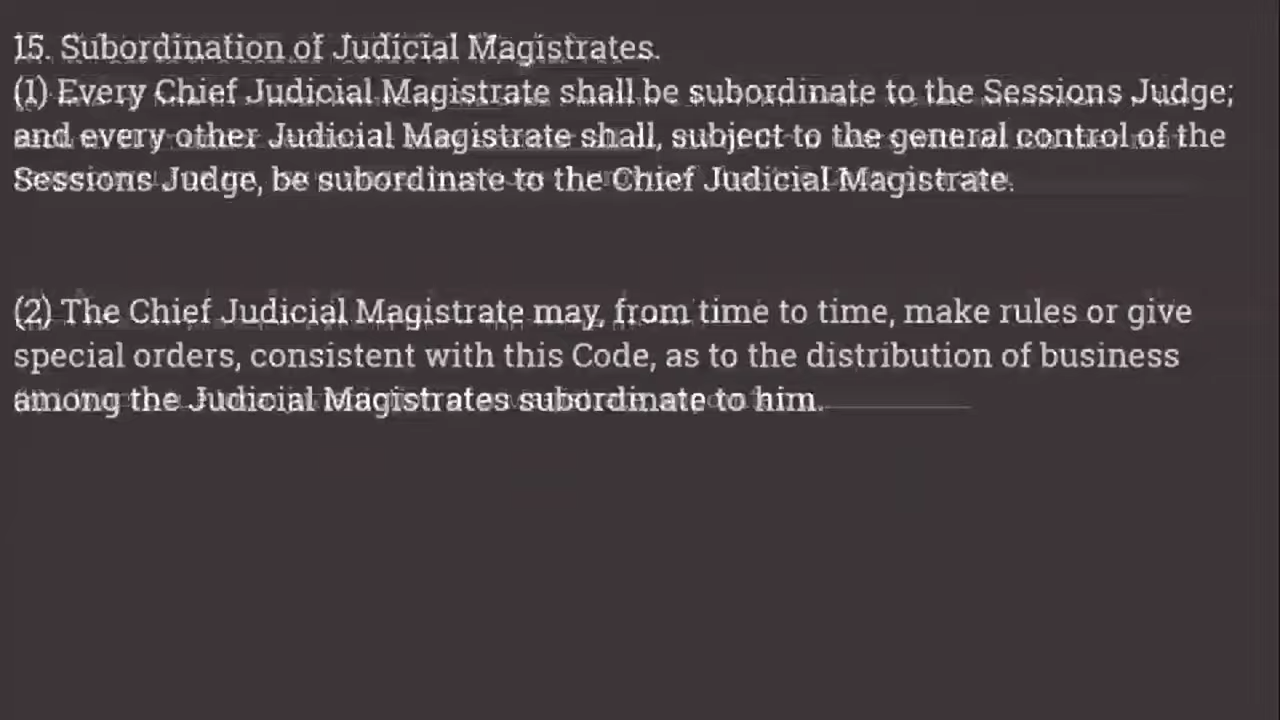 15. Subordination of Judicial Magistrates.
(1) Every Chief Judicial Magistrate shall be subordinate to the Sessions Judge;
and every other Judicial Magistrate shall, subject to the general control of the
Sessions Judge, be subordinate to the Chief Judicial Magistrate.
(2) The Chief Judicial Magistrate may, from time to time, make rules or give
special orders, consistent with this Code, as to the distribution of business
among the Judicial Magistrates subordinate to him.